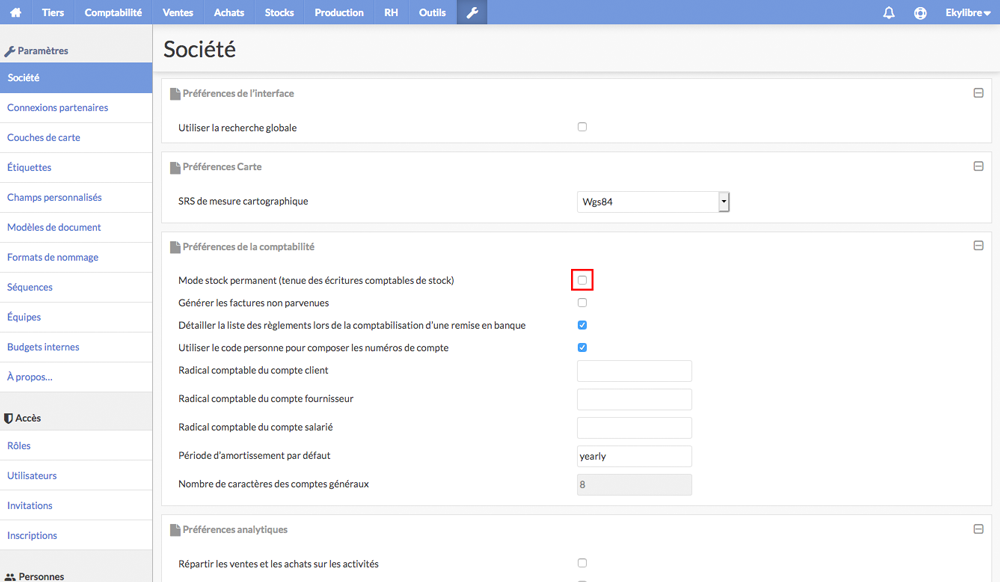 Tiers Comptabilité Ventes Achats Stocks Production RH Outils Ekylibre
Paramètres
Société
Connexions partenaires
Couches de carte
Étiquettes
Champs personnalisés
Modèles de document
Formats de nommage
Séquences
Équipes
Budgets internes
À propos...
Accès
Rôles
Utilisateurs
Invitations
Inscriptions
Personnes
Société
Préférences de l'interface
Utiliser la recherche globale
Préférences Carte
SRS de mesure cartographique Wgs84
Préférences de la comptabilité
Mode stock permanent (tenue des écritures comptables de stock)
Générer les factures non parvenues
Détailler la liste des règlements lors de la comptabilisation d'une remise en banque
Utiliser le code personne pour composer les numéros de compte
Radical comptable du compte client
Radical comptable du compte fournisseur
Radical comptable du compte salarié
Période d'amortissement par défaut yearly
Nombre de caractères des comptes généraux 8
Préférences analytiques
Répartir les ventes et les achats sur les activités